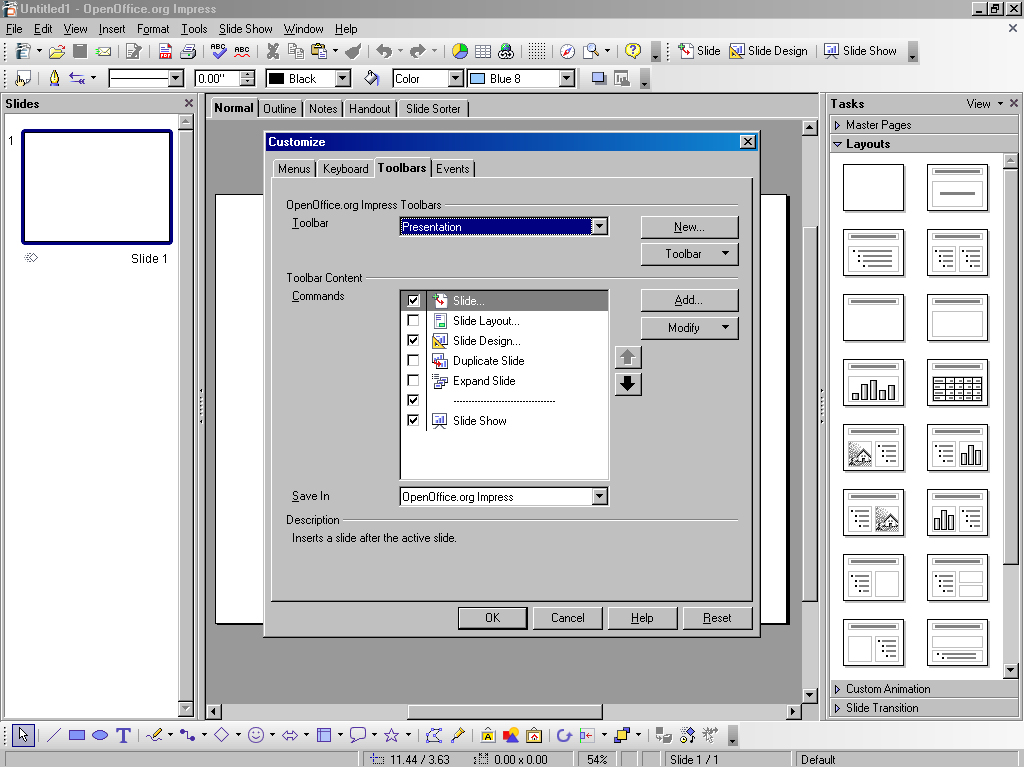 Untitled1 - OpenOffice.org Impress
File Edit View Insert Format Tools Slide Show Window Help
Slide Slide Design Slide Show
0.00" Black Color Blue 8
Slides
Normal Outline Notes Handout Slide Sorter
Tasks View
1
Slide 1
Master Pages
Layouts
Customize
Menus Keyboard Toolbars Events
OpenOffice.org Impress Toolbars
Toolbar Presentation New...
Toolbar
Toolbar Content
Commands
Slide...
Slide Layout...
Slide Design...
Duplicate Slide
Expand Slide
----------------------------------
Slide Show
Add...
Modify
Save In OpenOffice.org Impress
Description
Inserts a slide after the active slide.
OK Cancel Help Reset
Custom Animation
Slide Transition
11.44 / 3.63 0.00 x 0.00 54% Slide 1 / 1 Default